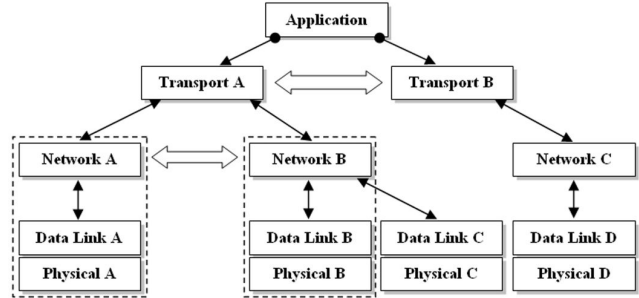 Application
Transport A
Transport B
Network A
Network B
Network C
Data Link A
Data Link B
Data Link C
Data Link D
Physical A
Physical B
Physical C
Physical D